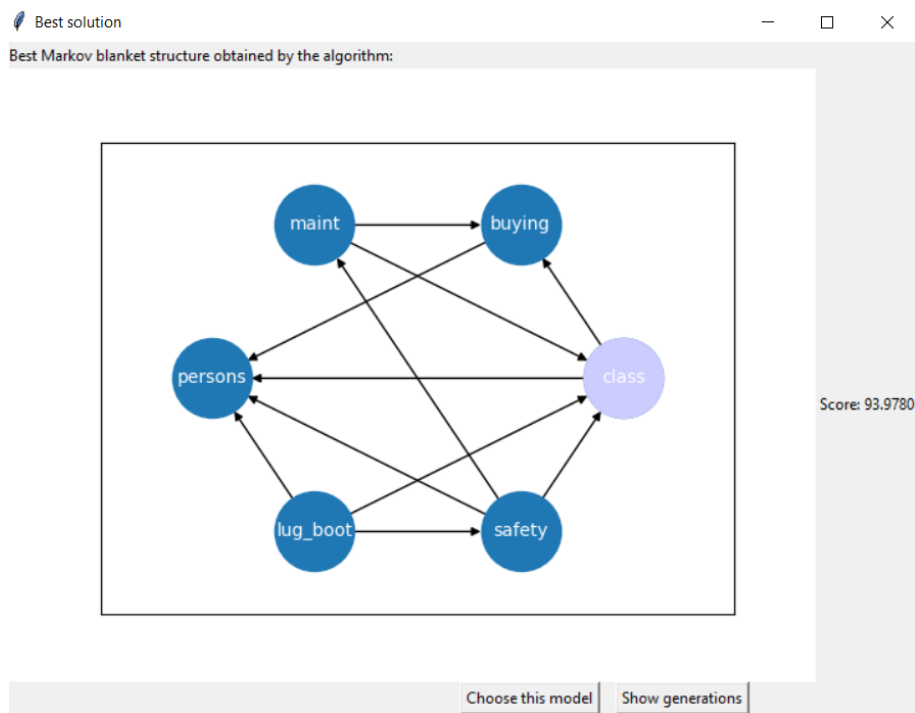 Best solution
Best Markov blanket structure obtained by the algorithm:
maint
buying
persons
class
Score: 93.9780
lug_boot
safety
Choose this model
Show generations